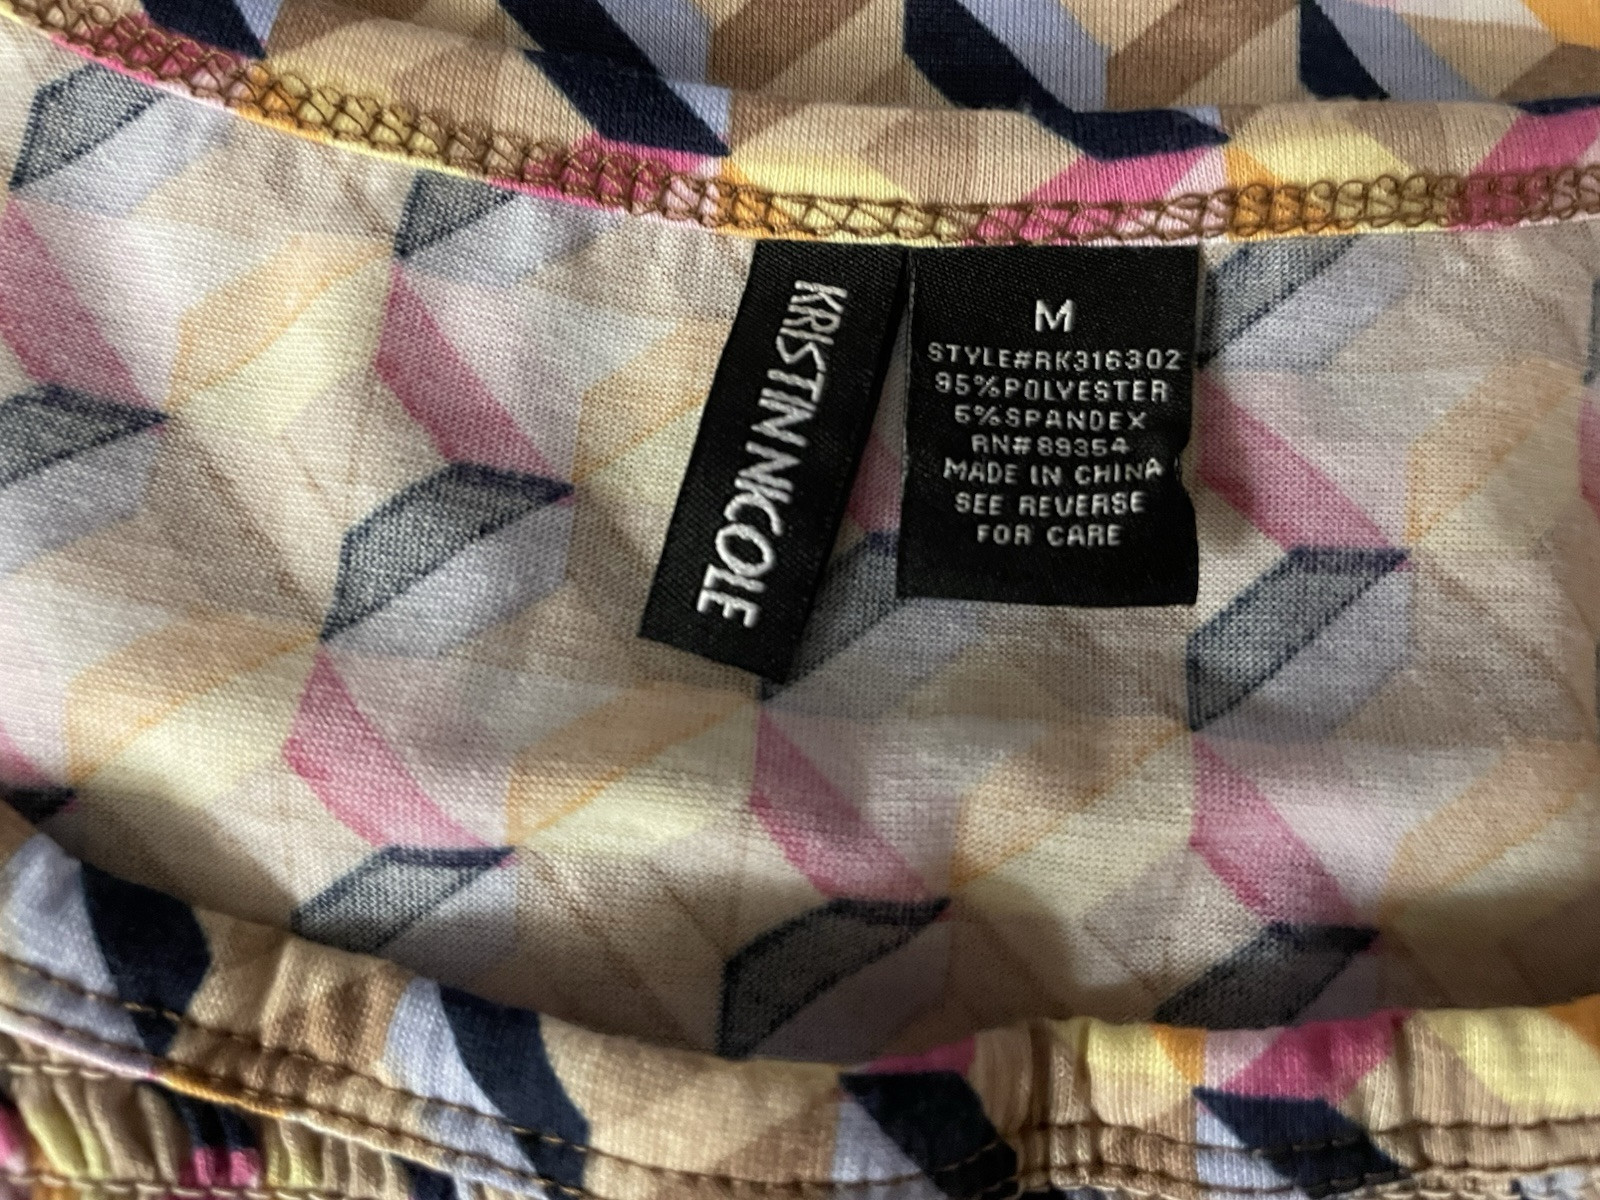 KRISTIN NICOLE
M
STYLE#RK316302
95%POLYESTER
5%SPANDEX
RN#89354
MADE IN CHINA
SEE REVERSE
FOR CARE